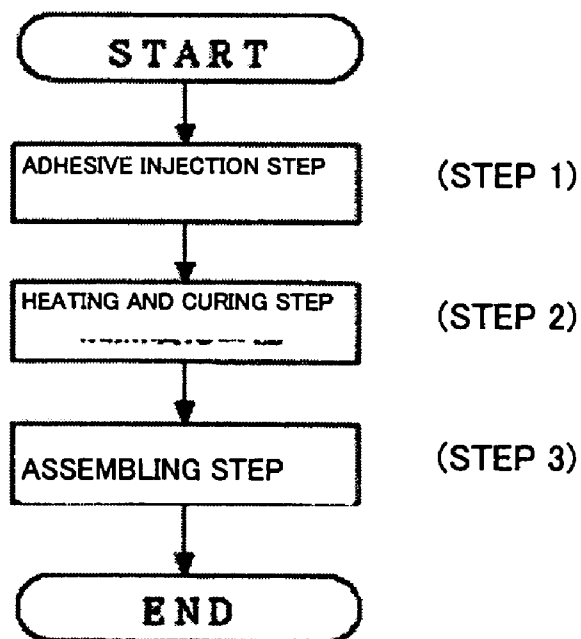 START
ADHESIVE INJECTION STEP
(STEP 1)
HEATING AND CURING STEP
(STEP 2)
ASSEMBLING STEP
(STEP 3)
END